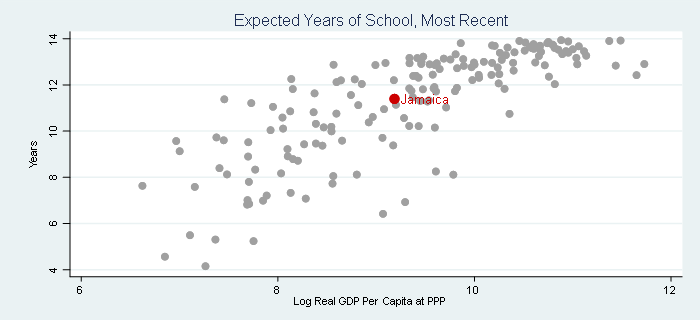 Expected Years of School, Most Recent
14
12
10
8
6
4
Years
Jamaica
6 8 10 12
Log Real GDP Per Capita at PPP